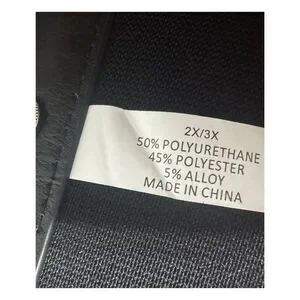 2X/3X
50% POLYURETHANE
45% POLYESTER
5% ALLOY
MADE IN CHINA